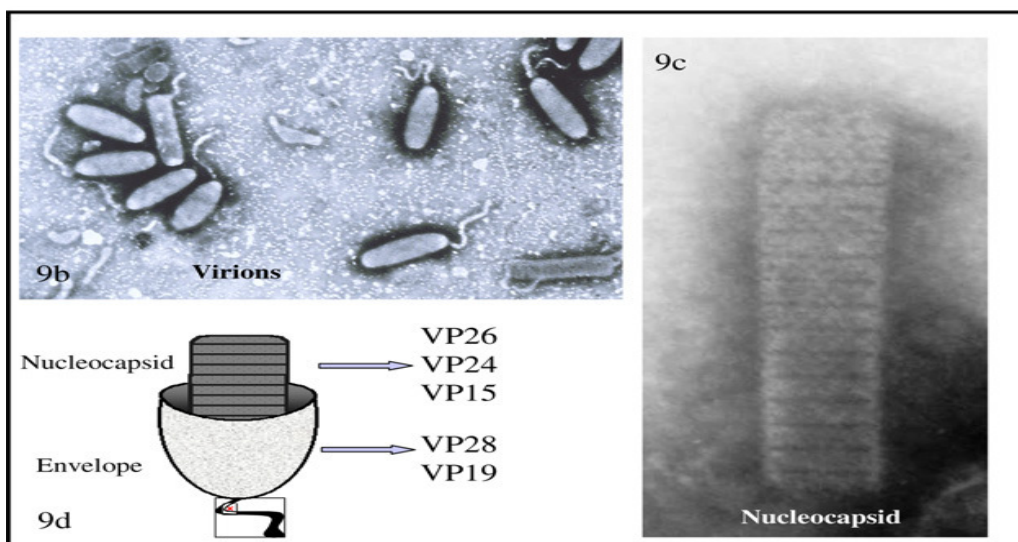 9b
Virions
9c
Nucleocapsid
Nucleocapsid
VP26
VP24
VP15
Envelope
VP28
VP19
9d